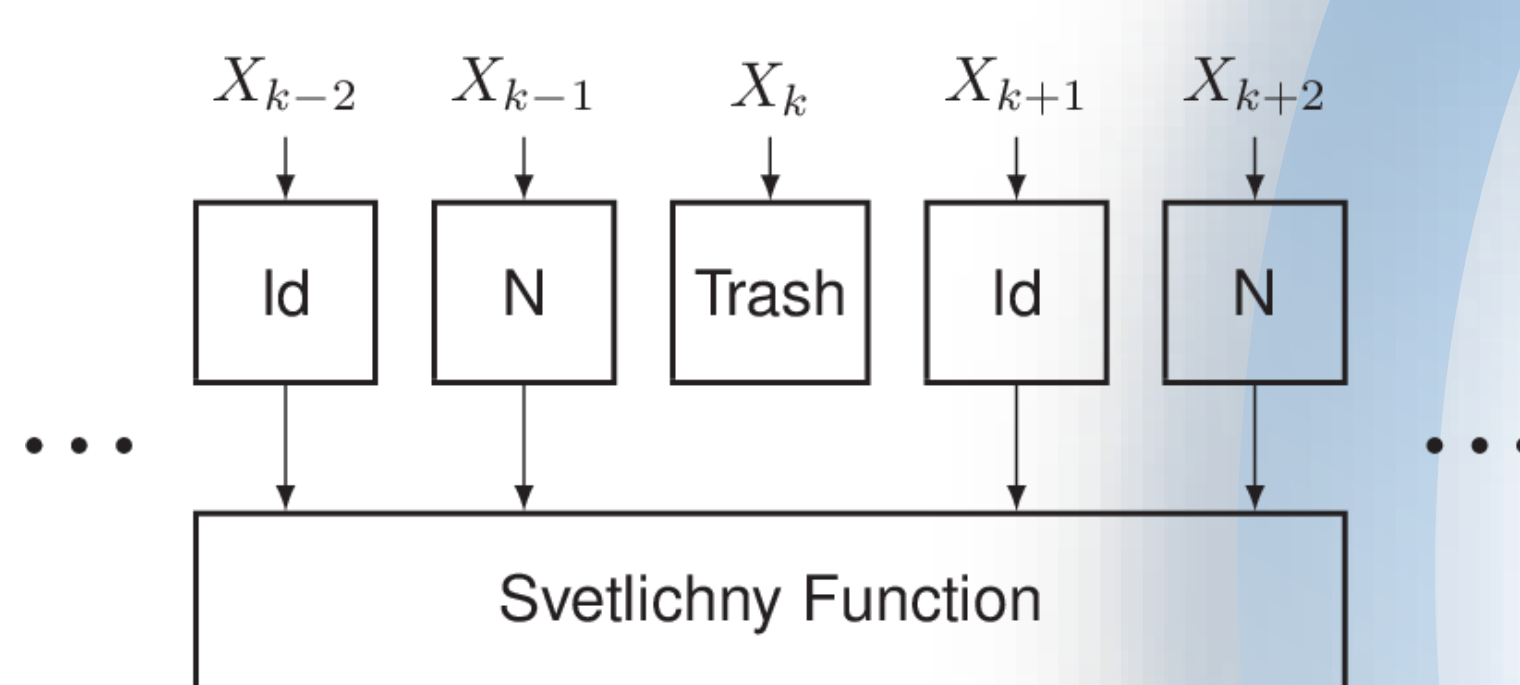 X_{k−2} X_{k−1} X_k X_{k+1} X_{k+2}
Id N Trash Id N
Svetlichny Function